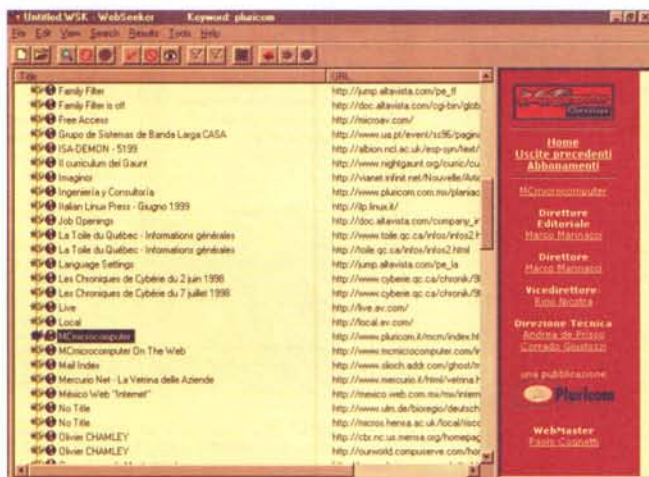 Untitled.WSK - WebSeeker Keyword: pluricom
File Edit View Search Results Tools Help
Title URL
Family Filter http://jump.altavista.com/pe_ff
Family Filter is off http://doc.altavista.com/cgi-bin/glob
Free Access http://microav.com/
Grupo de Sistemas de Banda Larga CASA http://www.ua.pt/event/ss96/pagina
ISA-DEMON - 5199 http://albion.ncl.ac.uk/esp-syn/text/
Il curriculum del Gaunt http://www.nightgaunt.org/curric/cu
Imaginor http://vianet.infinit.net/Nouvelle/Artic
Ingeniería y Consultoría http://www.pluricom.com.mx/planiac
Italian Linux Press - Giugno 1999 http://ilp.linux.it/
Job Openings http://doc.altavista.com/company_ir
La Toile du Québec - Informations générales http://www.toile.qc.ca/infos/infos2.h
La Toile du Québec - Informations générales http://toile.qc.ca/infos/infos2.html
Language Settings http://jump.altavista.com/pe_la
Les Chroniques de Cybérie du 2 juin 1998 http://www.cyberie.qc.ca/chronik/98
Les Chroniques de Cybérie du 7 juillet 1998 http://www.cyberie.qc.ca/chronik/98
Live http://live.av.com/
Local http://local.av.com/
MCmicrocomputer http://www.pluricom.it/mcm/index.ht
MCmicrocomputer On The Web http://www.mcmicrocomputer.com/in
Mail Index http://www.slioch.addr.com/ghost/m
Mercurio Net - La Vetrina delle Aziende http://www.mercurio.it/html/vetrina.h
México Web "Internet" http://mexico.web.com.mx/mx/intern
No Title http://www.ulm.de/bioregio/deutsch
No Title http://micros.hensa.ac.uk/local/riscc
Olivier CHAMLEY http://cbx.nc.us.mensa.org/homepag
Olivier CHAMLEY http://ourworld.compuserve.com/hom
Home
Uscite precedenti
Abbonamenti
MCmicrocomputer
Direttore
Editoriale
Marco Marinacci
Direttore
Marco Marinacci
Vicedirettore
Rino Nicotra
Direzione Tecnica
Andrea de Prisco
Corrado Giustozzi
una pubblicazione
Pluricom
WebMaster
Paolo Cognetti